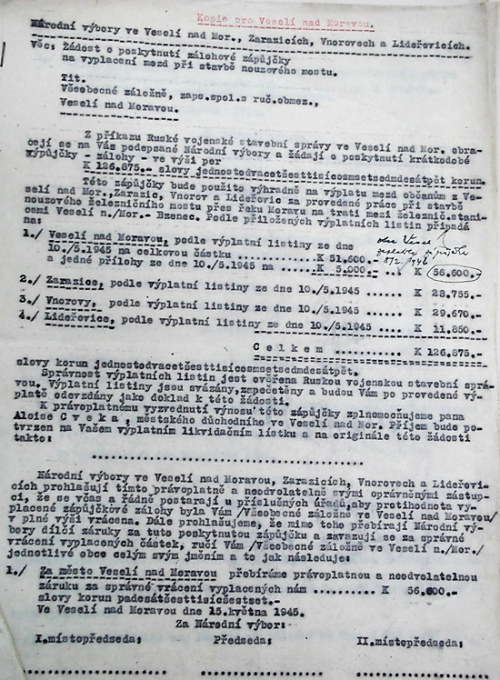 Kopie pro Veselí nad Moravou.
Národní výbory ve Veselí nad Mor., Zarazicích, Vnorovech a Lideřovicích.
Věc: Žádost o poskytnutí zálohové zápůjčky
na vyplacení mezd při stavbě nouzového mostu.
Tit.
Všeobecné záložně, zaps.spol.s ruč.obmez.,
Veselí nad Moravou.
Z příkazu Ruské vojenské stavební správy ve Veselí nad Mor. obra-
cejí se na Vás podepsané Národní výbory a žádají o poskytnutí krátkodobé
zápůjčky - zálohy - ve výši per
K 126.875.- slovy jednostodvacetšesttisícosmsetsedmdesátpět korun.
Této zápůjčky bude použito výhradně na výplatu mezd občanům z Ve-
selí nad Mor.,Zarazic, Vnorov a Lideřovic za provedené práce při stavbě
nouzového železničního mostu přes řeku Moravu na trati mezi železnič.stani-
cemi Veselí n./Mor.- Bzenec. Podle přiložených výplatních listin připadá
na:
1./ Veselí nad Moravou, podle výplatní listiny ze dne
10./5.1945 na celkovou částku ........ K 51.600.-
a jedné přílohy ze dne 10./5.1945 na ...... K 5.000.- ... K 56.600.-
2./ Zarazice, podle výplatní listiny ze dne 10./5.1945 ...... K 28.755.-
3./ Vnorovy, podle výplatní listiny ze dne 10./5.1945 ...... K 29.670.-
4./ Lideřovice, podle výplatní listiny ze dne 10./5.1945 .... K 11.850.-
Celkem .......... K 126.875.-
slovy korun jednostodvacetšesttisícosmsetsedmdesátpět.
Správnost výplatních listin jest ověřena Ruskou vojenskou stavební sprá-
vou. Výplatní listiny jsou svázány, zpečetěny a budou Vám po provedené vý-
platě odevzdány jako doklad k této žádosti.
K právoplatnému vyzvednutí výnosu této zápůjčky zplnomocňujeme pana
Aloise Cveka, městského důchodního ve Veselí nad Mor. Příjem bude po-
tvrzen na Vašem výplatním likvidačním lístku a na originále této žádosti
takto:
Národní výbory ve Veselí nad Moravou, Zarazicích, Vnorovech a Lideřovi-
cích prohlašují tímto právoplatně a neodvolatelně svými oprávněnými zástup-
ci, že se včas a řádně postarají u příslušných úřadů, aby protihodnota vy-
placené zápůjčkové zálohy byla Vám /Všeobecné záložně ve Veselí nad Mor./
v plné výši vrácena. Dále prohlašujeme, že mimo toho přebírají Národní vý-
bory dílčí záruky za tuto poskytnutou zápůjčku a zavazují se za správné
vrácení vyplacených částek, ručí Vám /Všeobecné záložně ve Veselí n./Mor./
jednotlivé obce celým svým jměním a to jak následuje:
1./ Za město Veselí nad Moravou přebíráme právoplatnou a neodvolatelnou
záruku za správné vrácení vyplacených nám .......... K 56.600.-
slovy korun padesátšesttisícšestset.-
Ve Veselí nad Moravou dne 15.května 1945.
Za Národní výbor:
I.místopředseda: Předseda: II.místopředseda: